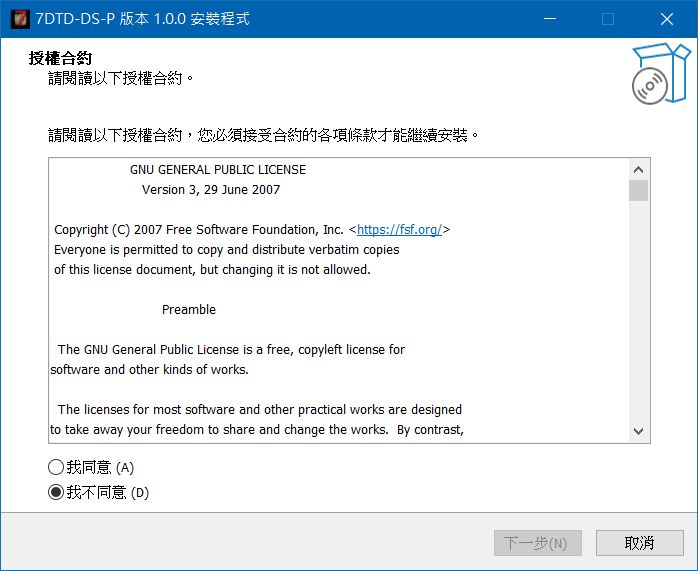 7DTD-DS-P 版本 1.0.0 安裝程式
授權合約
請閱讀以下授權合約。
請閱讀以下授權合約，您必須接受合約的各項條款才能繼續安裝。
GNU GENERAL PUBLIC LICENSE
Version 3, 29 June 2007
Copyright (C) 2007 Free Software Foundation, Inc. <https://fsf.org/>
Everyone is permitted to copy and distribute verbatim copies
of this license document, but changing it is not allowed.
Preamble
The GNU General Public License is a free, copyleft license for
software and other kinds of works.
The licenses for most software and other practical works are designed
to take away your freedom to share and change the works.  By contrast,
我同意 (A)
我不同意 (D)
下一步(N)
取消